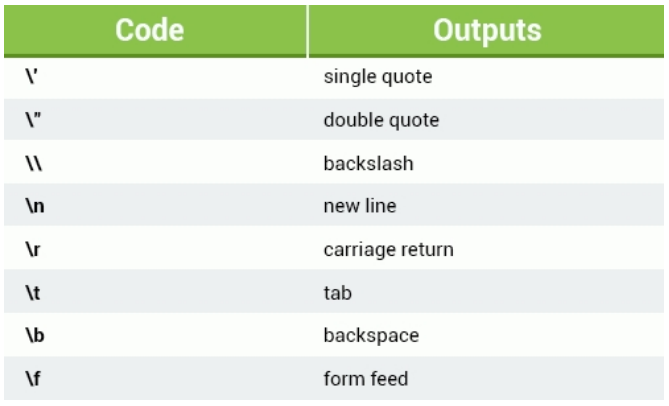 Code Outputs
\' single quote
\" double quote
\\ backslash
\n new line
\r carriage return
\t tab
\b backspace
\f form feed